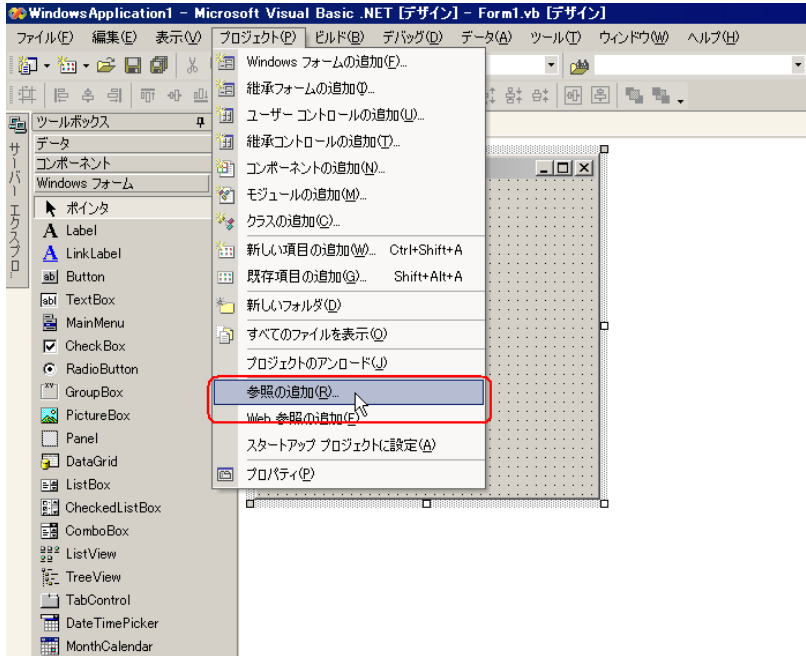 WindowsApplication1 - Microsoft Visual Basic .NET [デザイン] - Form1.vb [デザイン]
ファイル(F) 編集(E) 表示(V) プロジェクト(P) ビルド(B) デバッグ(D) データ(A) ツール(T) ウィンドウ(W) ヘルプ(H)
サーバー エクスプロー
ツールボックス
データ
コンポーネント
Windows フォーム
ポインタ
A Label
A LinkLabel
ab Button
abl TextBox
MainMenu
CheckBox
RadioButton
XY GroupBox
PictureBox
Panel
DataGrid
ListBox
CheckedListBox
ComboBox
ListView
TreeView
TabControl
DateTimePicker
MonthCalendar
Windows フォームの追加(F)...
継承フォームの追加(I)...
ユーザー コントロールの追加(U)...
継承コントロールの追加(T)...
コンポーネントの追加(N)...
モジュールの追加(M)...
クラスの追加(C)...
新しい項目の追加(W)... Ctrl+Shift+A
既存項目の追加(G)... Shift+Alt+A
新しいフォルダ(D)
すべてのファイルを表示(O)
プロジェクトのアンロード(J)
参照の追加(R)...
Web 参照の追加(E)
スタートアップ プロジェクトに設定(A)
プロパティ(P)